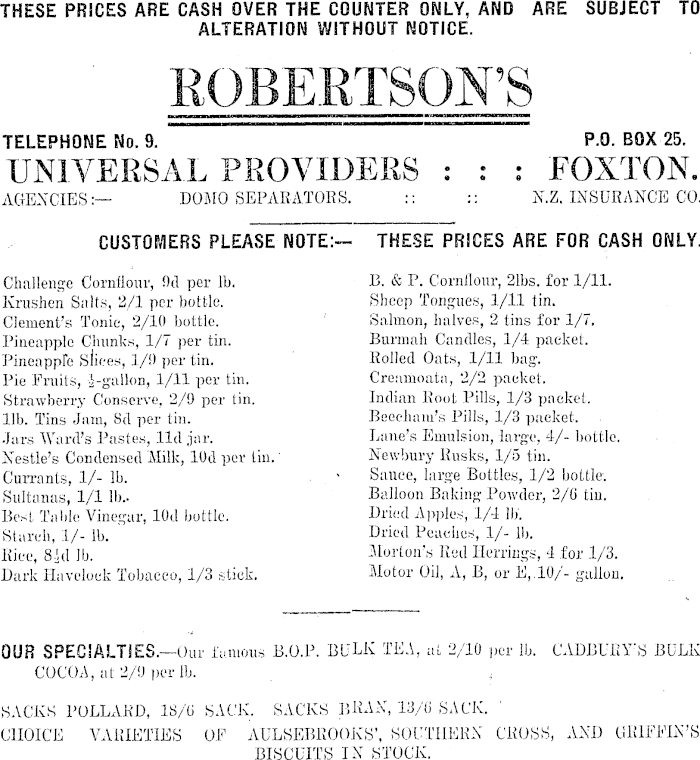 THESE PRICES ARE CASH OVER THE COUNTER ONLY, AND ARE SUBJECT TO
ALTERATION WITHOUT NOTICE.
ROBERTSON'S
TELEPHONE No. 9. P.O. BOX 25.
UNIVERSAL PROVIDERS : : : FOXTON.
AGENCIES:— DOMO SEPARATORS. :: :: N.Z. INSURANCE CO.
CUSTOMERS PLEASE NOTE:— THESE PRICES ARE FOR CASH ONLY.
Challenge Cornflour, 9d per lb.
Krushen Salts, 2/1 per bottle.
Clement's Tonic, 2/10 bottle.
Pineapple Chunks, 1/7 per tin.
Pineapple Slices, 1/9 per tin.
Pie Fruits, ½-gallon, 1/11 per tin.
Strawberry Conserve, 2/9 per tin.
1lb. Tins Jam, 8d per tin.
Jars Ward's Pastes, 11d jar.
Nestle's Condensed Milk, 10d per tin.
Currants, 1/- lb.
Sultanas, 1/1 lb.
Best Table Vinegar, 10d bottle.
Starch, 1/- lb.
Rice, 8½d lb.
Dark Havelock Tobacco, 1/3 stick.
B. & P. Cornflour, 2lbs. for 1/11.
Sheep Tongues, 1/11 tin.
Salmon, halves, 2 tins for 1/7.
Burmah Candles, 1/4 packet.
Rolled Oats, 1/11 bag.
Creamoata, 2/2 packet.
Indian Root Pills, 1/3 packet.
Beecham's Pills, 1/3 packet.
Lane's Emulsion, large, 4/- bottle.
Newbury Rusks, 1/5 tin.
Sauce, large Bottles, 1/2 bottle.
Balloon Baking Powder, 2/6 tin.
Dried Apples, 1/4 lb.
Dried Peaches, 1/- lb.
Morton's Red Herrings, 4 for 1/3.
Motor Oil, A, B, or E, 10/- gallon.
OUR SPECIALTIES.—Our famous B.O.P. BULK TEA, at 2/10 per lb. CADBURY'S BULK
COCOA, at 2/9 per lb.
SACKS POLLARD, 18/6 SACK. SACKS BRAN, 13/6 SACK.
CHOICE VARIETIES OF AULSEBROOKS', SOUTHERN CROSS, AND GRIFFIN'S
BISCUITS IN STOCK.